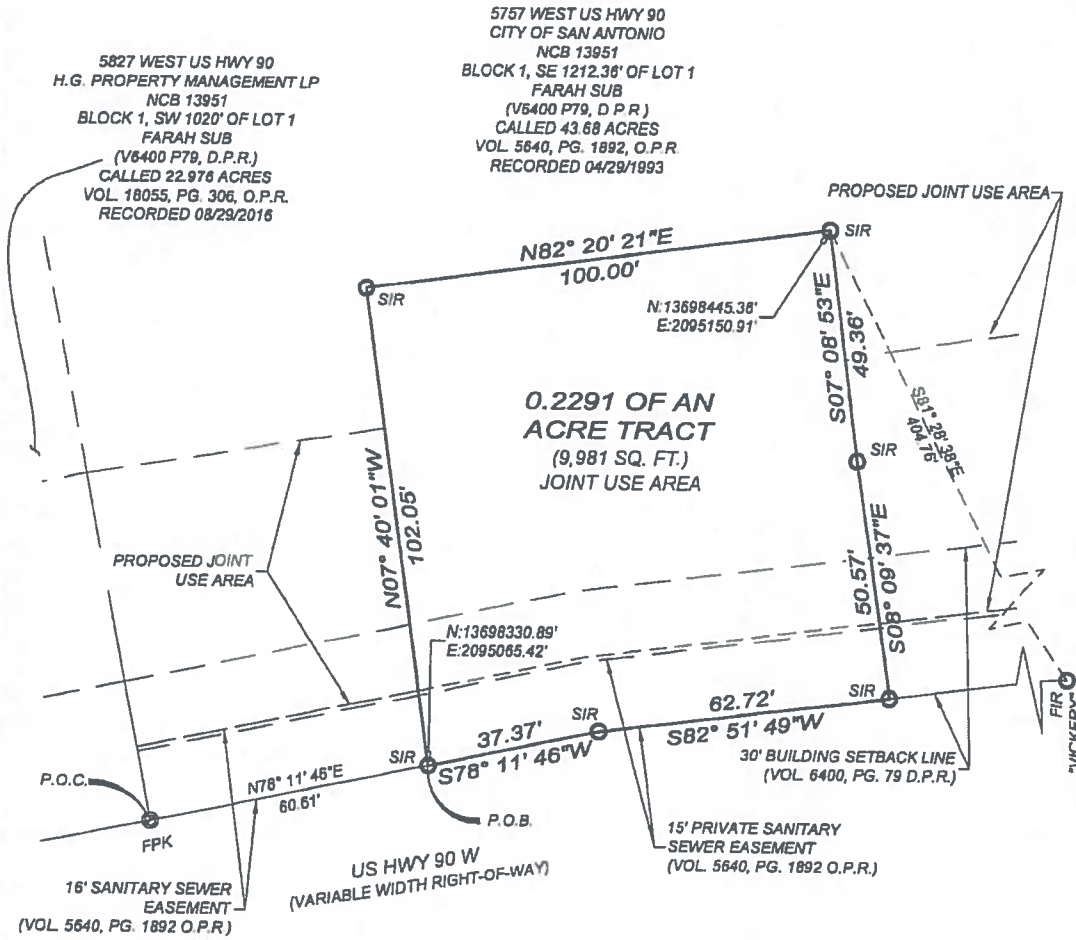 5757 WEST US HWY 90
CITY OF SAN ANTONIO
NCB 13951
BLOCK 1, SE 1212.36' OF LOT 1
FARAH SUB
(V6400 P79, D.P.R.)
CALLED 43.68 ACRES
VOL. 5640, PG. 1892, O.P.R.
RECORDED 04/29/1993
5827 WEST US HWY 90
H.G. PROPERTY MANAGEMENT LP
NCB 13951
BLOCK 1, SW 1020' OF LOT 1
FARAH SUB
(V6400 P79, D.P.R.)
CALLED 22.976 ACRES
VOL. 18055, PG. 306, O.P.R.
RECORDED 08/29/2016
PROPOSED JOINT USE AREA
SIR
N82° 20' 21"E
100.00'
SIR
N:13698445.38'
E:2095150.91'
S07° 08' 53"E
49.36'
0.2291 OF AN
ACRE TRACT
(9,981 SQ. FT.)
JOINT USE AREA
S81° 28' 38"E
404.76'
SIR
N07° 40' 01"W
102.05'
PROPOSED JOINT
USE AREA
S08° 09' 37"E
50.57'
N:13698330.89'
E:2095065.42'
SIR
62.72'
S82° 51' 49"W
SIR
37.37'
S78° 11' 46"W
SIR
FIR
"VICKERY"
30' BUILDING SETBACK LINE
(VOL. 6400, PG. 79 D.P.R.)
P.O.C.
N78° 11' 46"E
60.61'
P.O.B.
FPK
15' PRIVATE SANITARY
SEWER EASEMENT
(VOL. 5640, PG. 1892 O.P.R.)
US HWY 90 W
(VARIABLE WIDTH RIGHT-OF-WAY)
16' SANITARY SEWER
EASEMENT
(VOL. 5640, PG. 1892 O.P.R.)